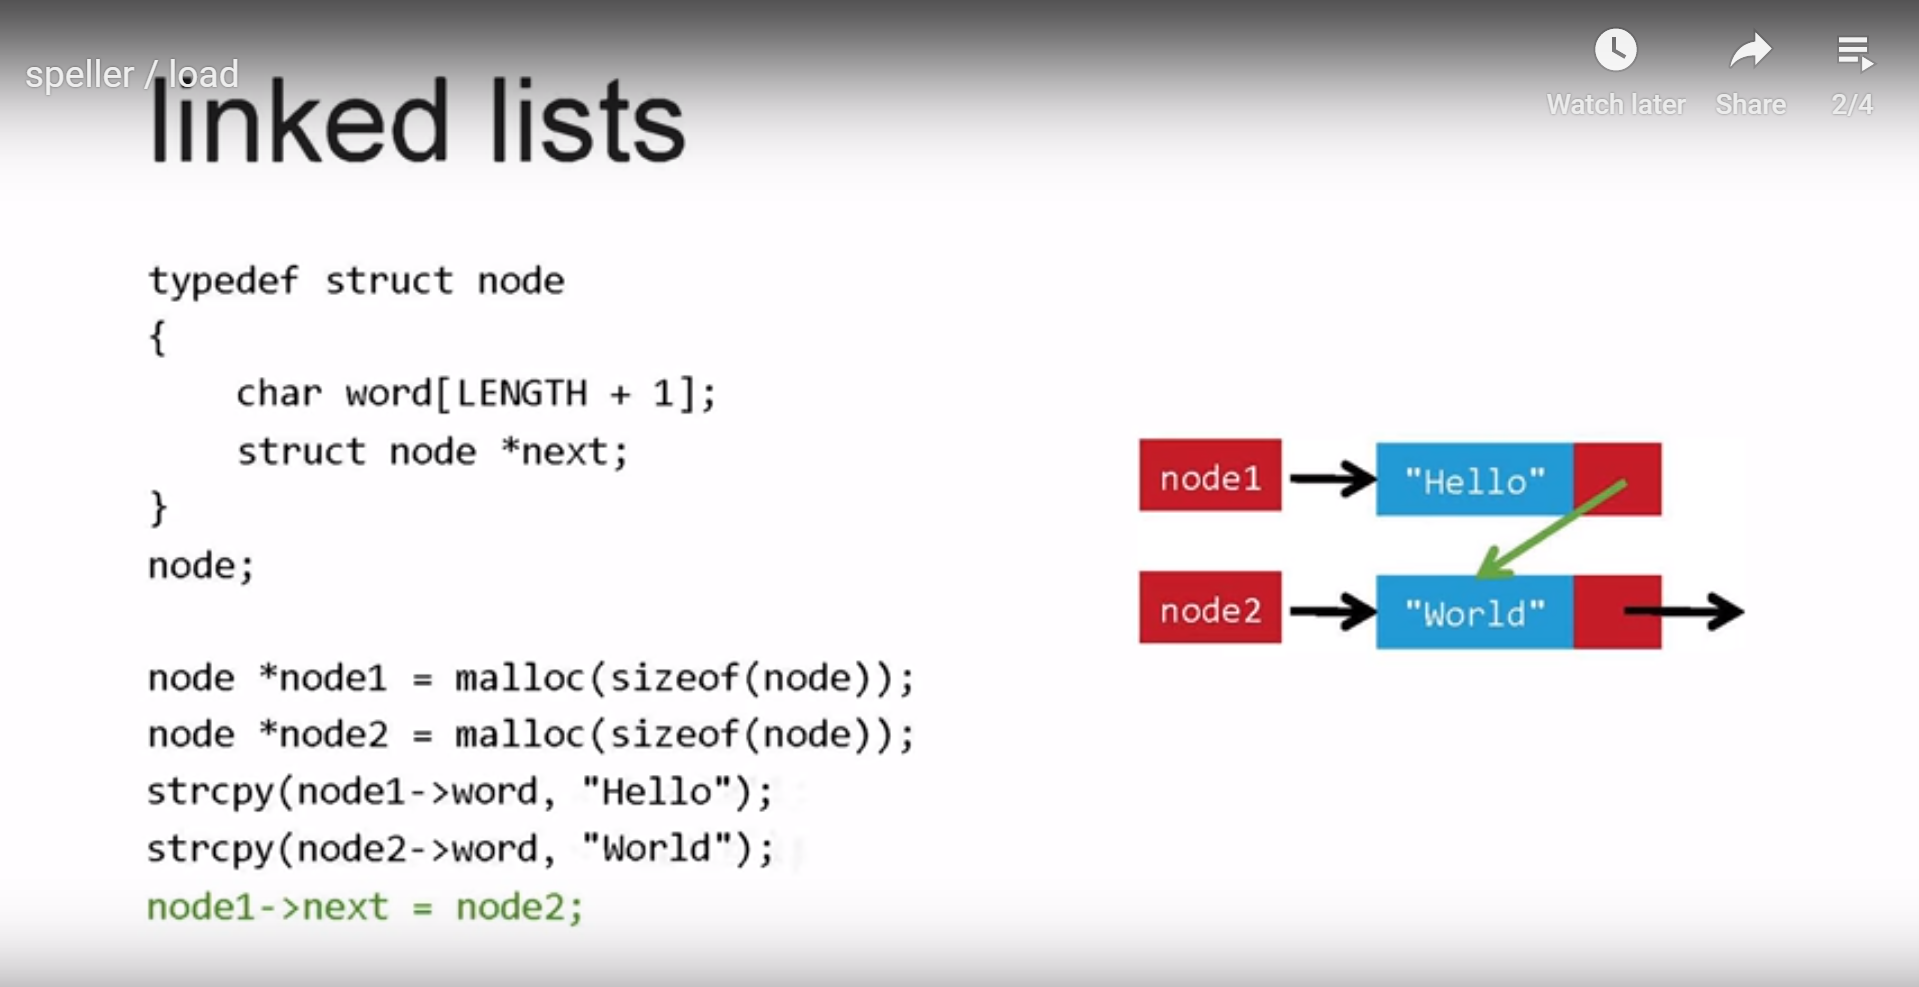 speller / load
Watch later
Share
2/4
linked lists
typedef struct node
{
    char word[LENGTH + 1];
    struct node *next;
}
node;
node *node1 = malloc(sizeof(node));
node *node2 = malloc(sizeof(node));
strcpy(node1->word, "Hello");
strcpy(node2->word, "World");
node1->next = node2;
node1
"Hello"
node2
"World"